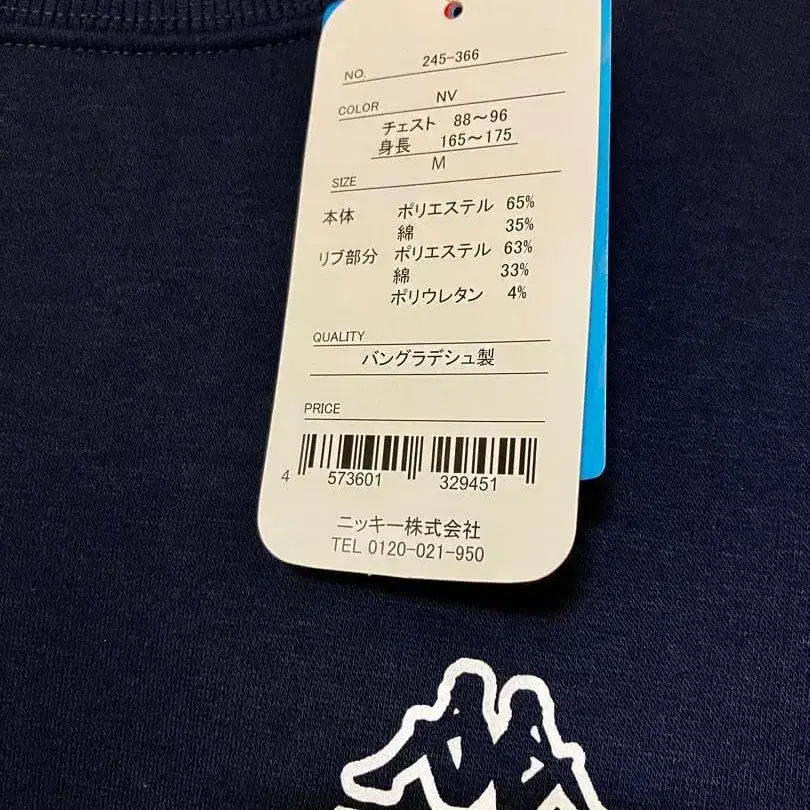 NO. 245-366
COLOR NV
チェスト 88～96
身長 165～175
M
SIZE
本体 ポリエステル 65%
綿 35%
リブ部分 ポリエステル 63%
綿 33%
ポリウレタン 4%
QUALITY
バングラデシュ製
PRICE
4 573601 329451
ニッキー株式会社
TEL 0120-021-950